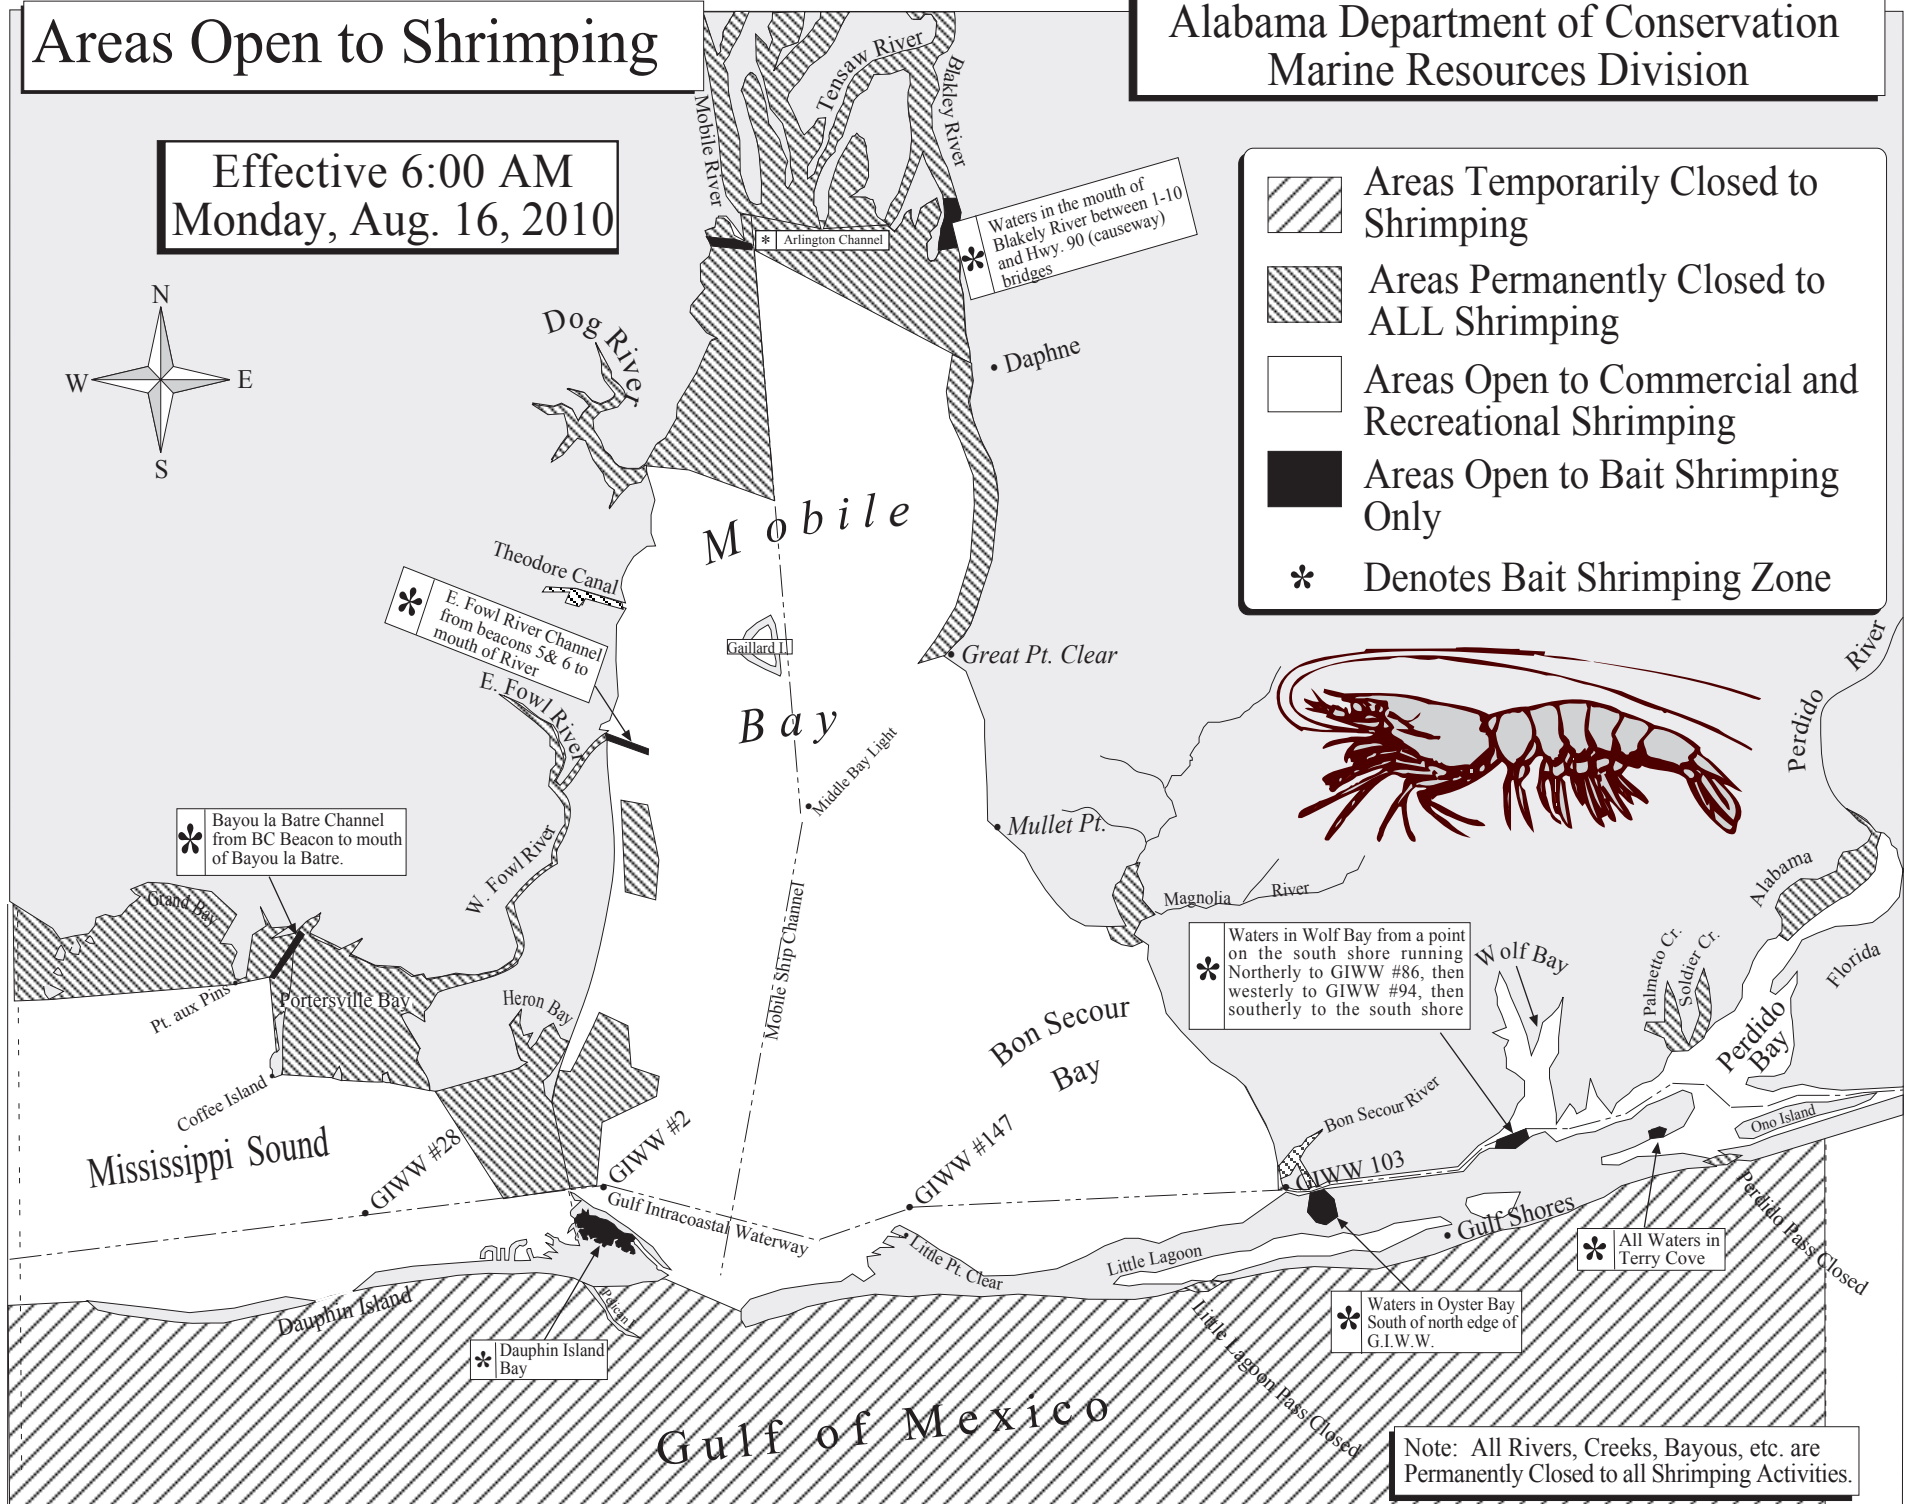 Areas Open to Shrimping
Alabama Department of Conservation
Marine Resources Division
Effective 6:00 AM
Monday, Aug. 16, 2010
Areas Temporarily Closed to
Shrimping
Areas Permanently Closed to
ALL Shrimping
Areas Open to Commercial and
Recreational Shrimping
Areas Open to Bait Shrimping
Only
* Denotes Bait Shrimping Zone
N
W
E
S
Mobile River
Tensaw River
Blakley River
* Arlington Channel
* Waters in the mouth of
Blakely River between 1-10
and Hwy. 90 (causeway)
bridges
Dog River
Daphne
Mobile
Bay
Theodore Canal
* E. Fowl River Channel
from beacons 5& 6 to
mouth of River
Gaillard I.
Great Pt. Clear
E. Fowl River
Middle Bay Light
Mullet Pt.
Perdido River
* Bayou la Batre Channel
from BC Beacon to mouth
of Bayou la Batre.
W. Fowl River
Grand Bay
Mobile Ship Channel
Magnolia River
Alabama
Florida
* Waters in Wolf Bay from a point
on the south shore running
Northerly to GIWW #86, then
westerly to GIWW #94, then
southerly to the south shore
Wolf Bay
Palmetto Cr.
Soldier Cr.
Pt. aux Pins
Portersville Bay
Heron Bay
Bon Secour
Bay
Perdido
Bay
Coffee Island
Mississippi Sound
GIWW #28
GIWW #2
GIWW #147
Bon Secour River
GIWW 103
Ono Island
Gulf Intracoastal Waterway
Little Pt. Clear
Little Lagoon
Gulf Shores
Perdido Pass Closed
* All Waters in
Terry Cove
Dauphin Island
Pelican I.
* Dauphin Island
Bay
* Waters in Oyster Bay
South of north edge of
G.I.W.W.
Little Lagoon Pass Closed
Gulf of Mexico
Note: All Rivers, Creeks, Bayous, etc. are
Permanently Closed to all Shrimping Activities.